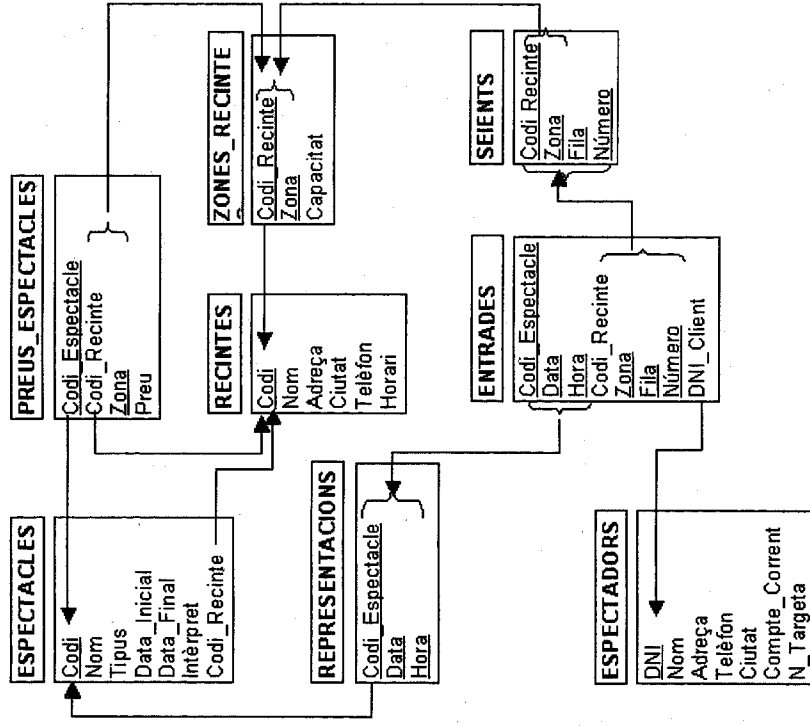 ESPECTACLES
Codi
Nom
Tipus
Data_Inicial
Data_Final
Intèrpret
Codi_Recinte
PREUS_ESPECTACLES
Codi_Espectacle
Codi_Recinte
Zona
Preu
RECINTES
Codi
Nom
Adreça
Ciutat
Telèfon
Horari
ZONES_RECINTE
Codi_Recinte
Zona
Capacitat
REPRESENTACIONS
Codi_Espectacle
Data
Hora
ENTRADES
Codi_Espectacle
Data
Hora
Codi_Recinte
Zona
Fila
Número
DNI_Client
SEIENTS
Codi Recinte
Zona
Fila
Número
ESPECTADORS
DNI
Nom
Adreça
Telèfon
Ciutat
Compte_Corrent
N_Targeta